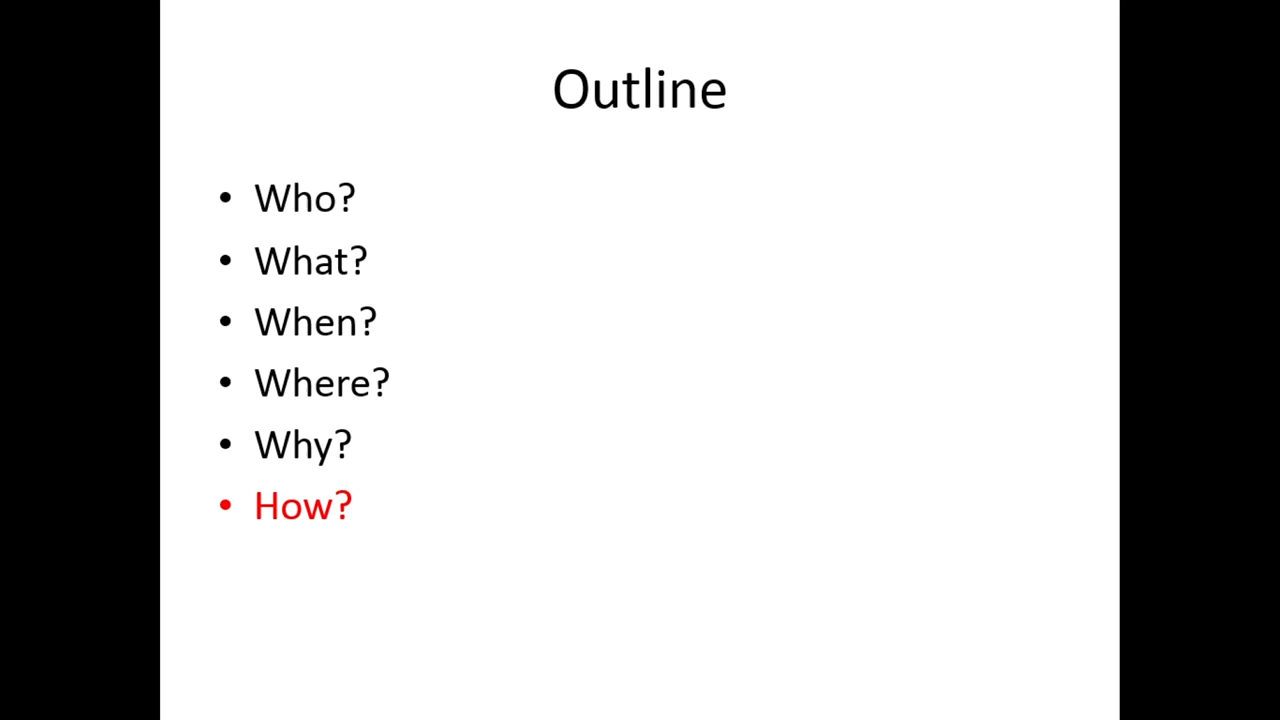 Outline
• Who?
• What?
• When?
• Where?
• Why?
• How?